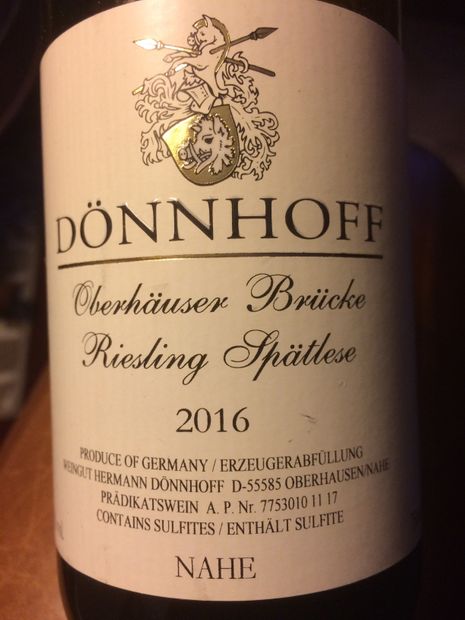 DÖNNHOFF
Oberhäuser Brücke
Riesling Spätlese
2016
PRODUCE OF GERMANY / ERZEUGERABFÜLLUNG
WEINGUT HERMANN DÖNNHOFF D-55585 OBERHAUSEN/NAHE
PRÄDIKATSWEIN A. P. Nr. 7753010 11 17
CONTAINS SULFITES / ENTHÄLT SULFITE
NAHE